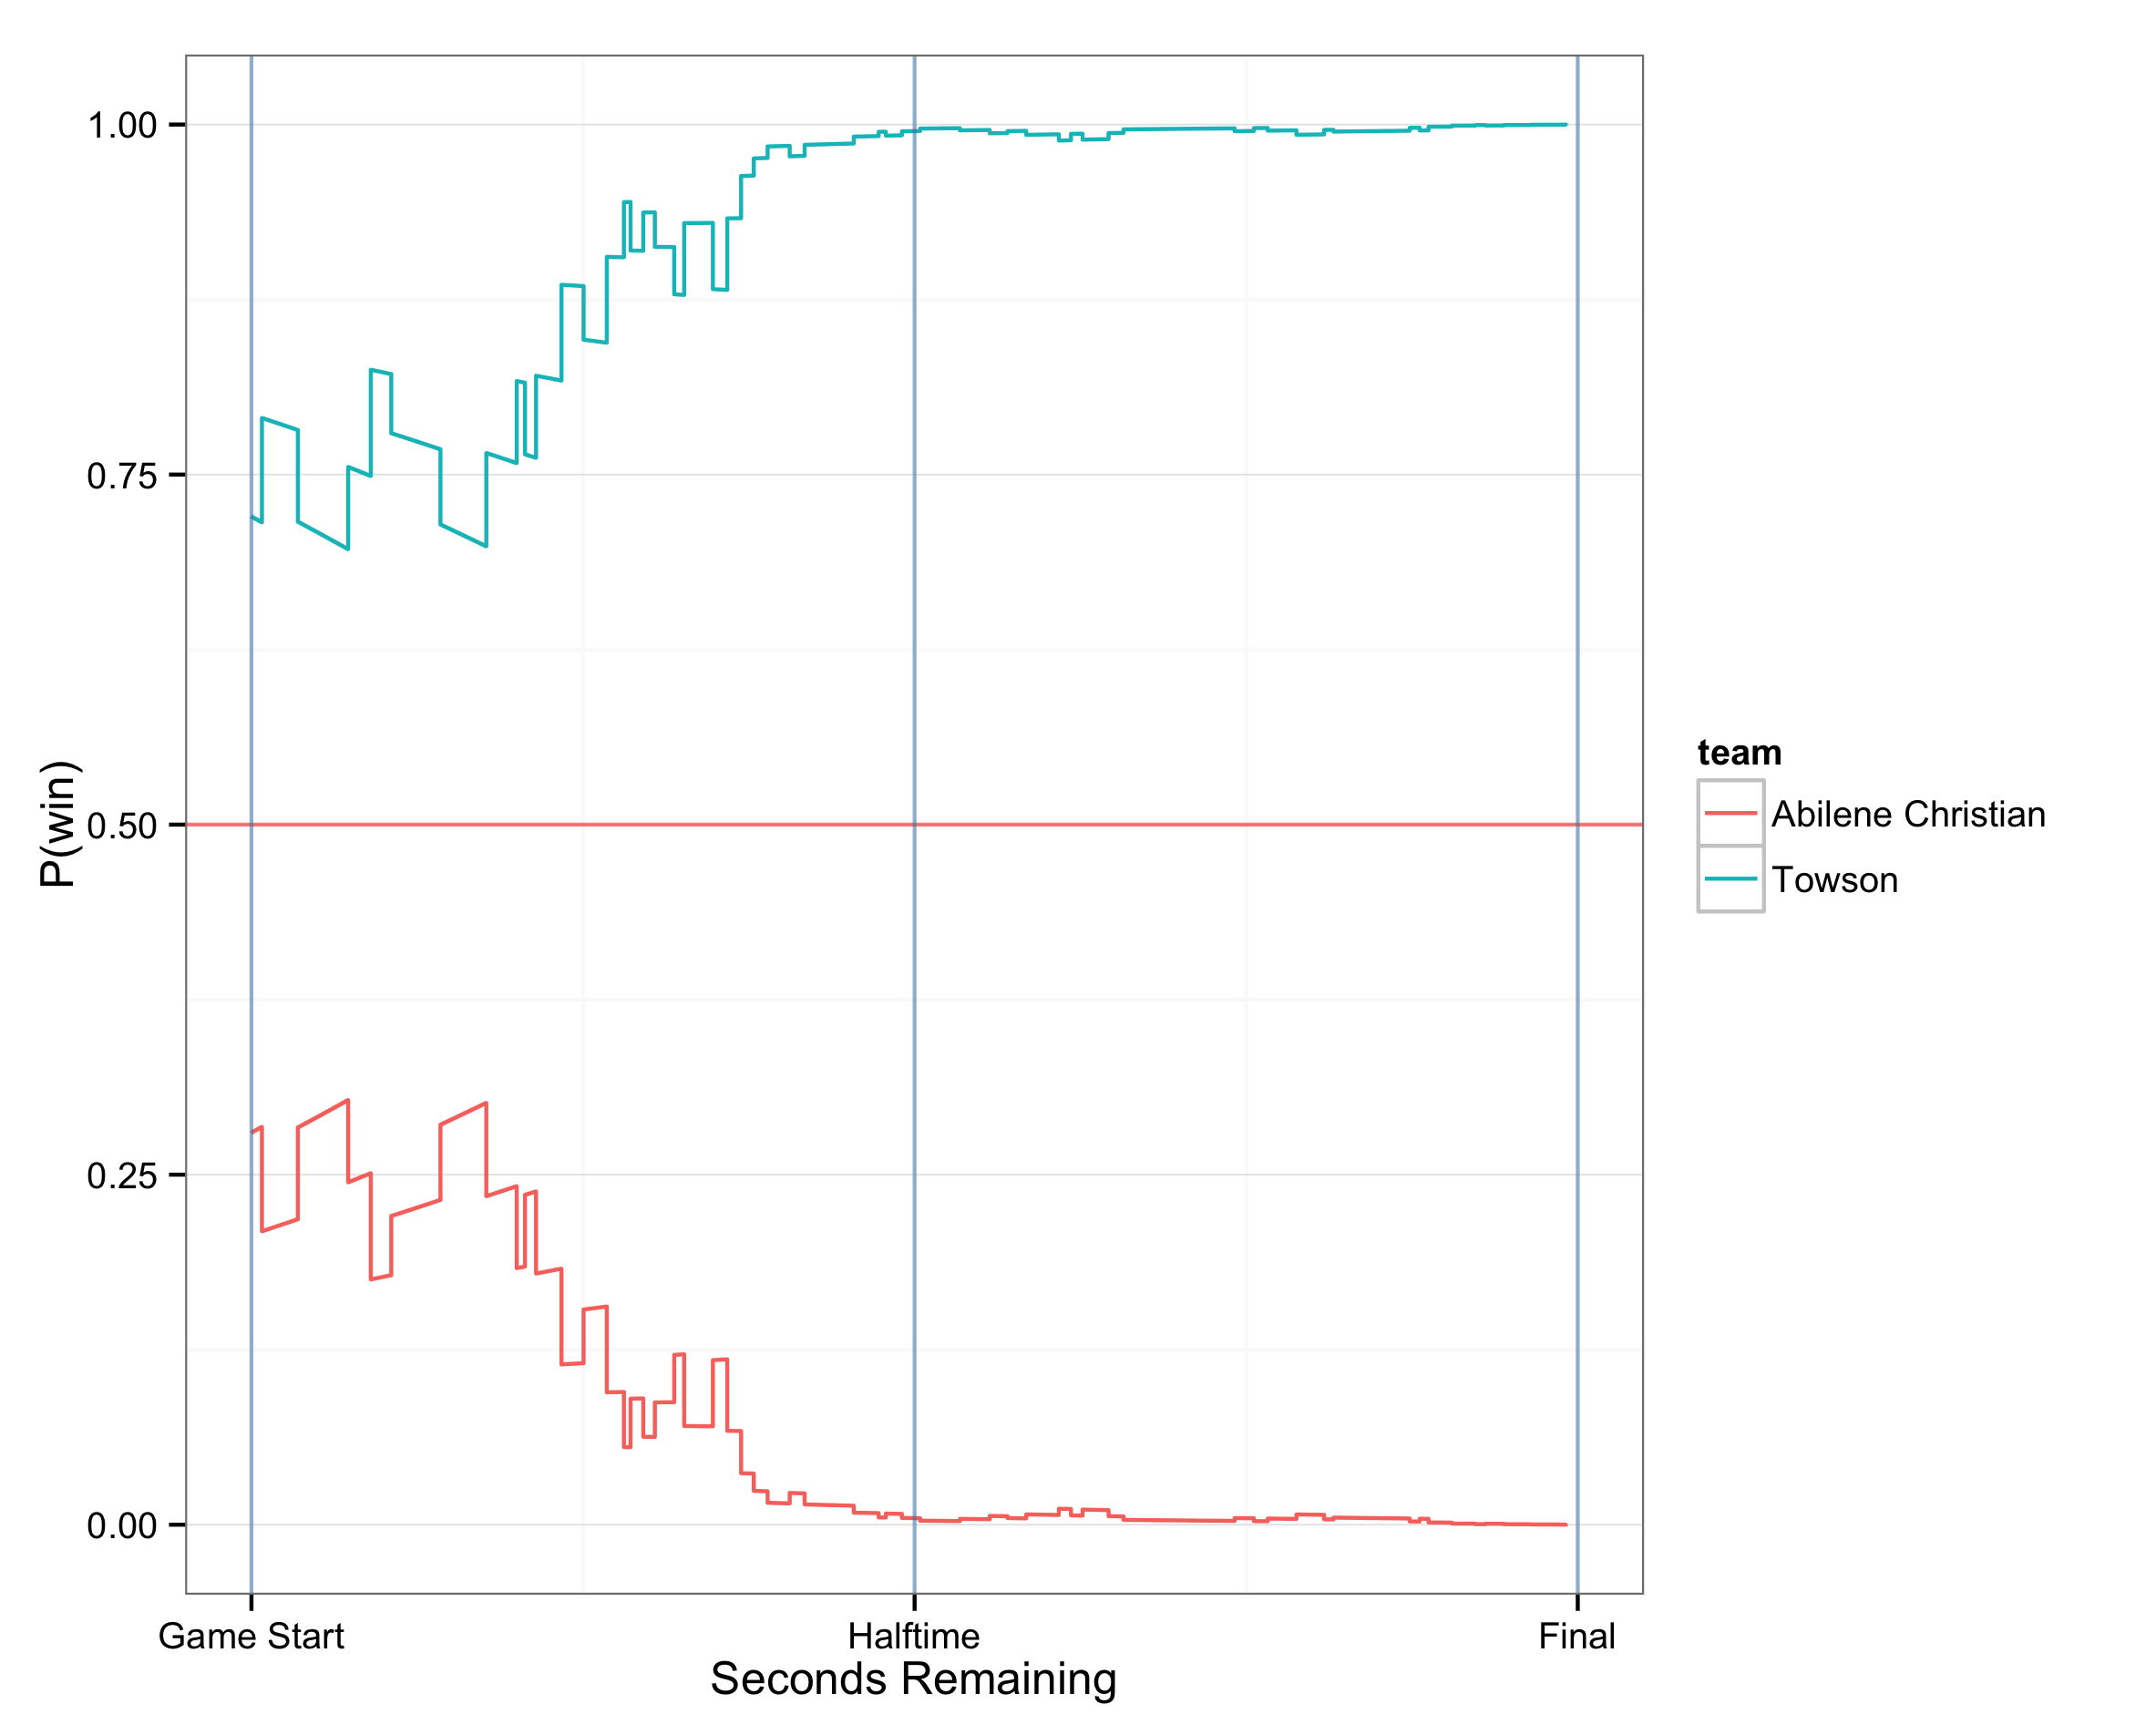 1.00
0.75
0.50
0.25
0.00
P(win)
Game Start
Halftime
Final
Seconds Remaining
team
Abilene Christian
Towson